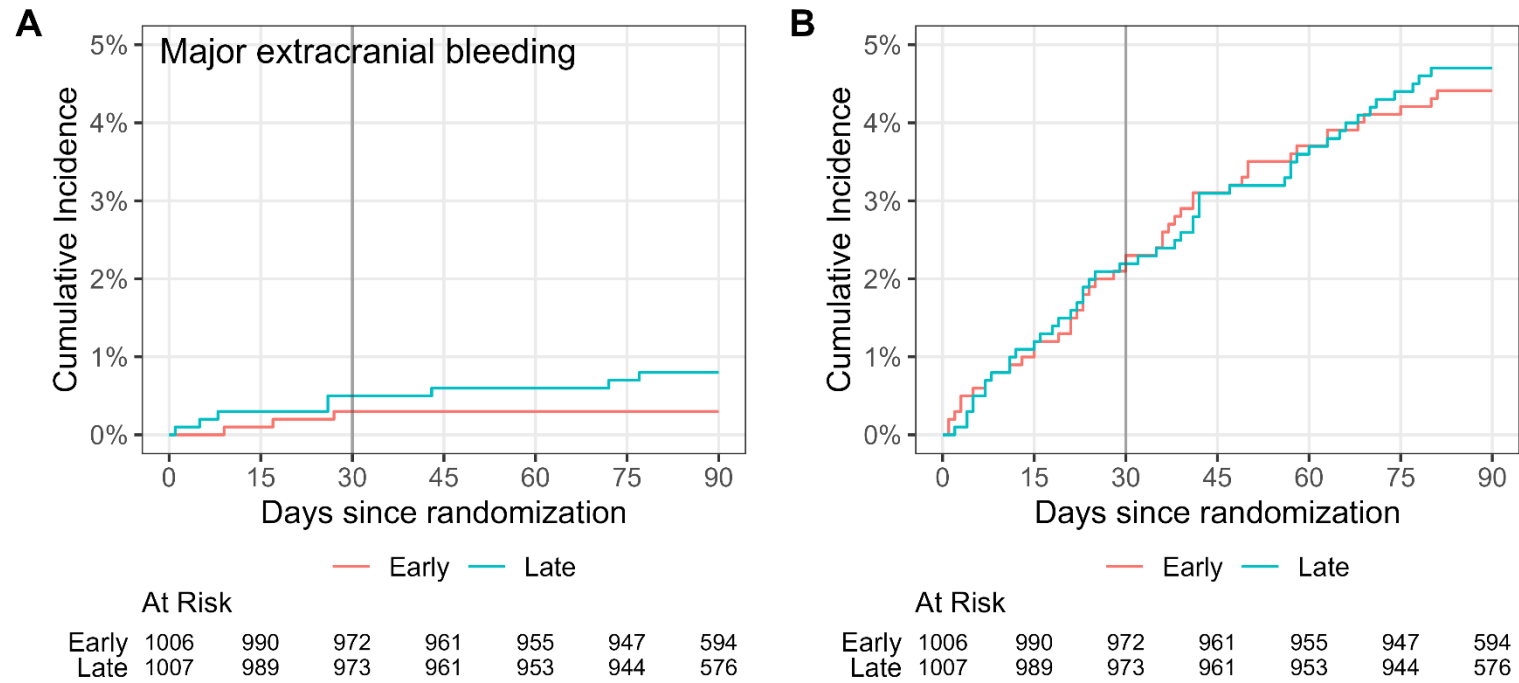 A
Major extracranial bleeding
Cumulative Incidence
5%
4%
3%
2%
1%
0%
0 15 30 45 60 75 90
Days since randomization
Early Late
At Risk
Early 1006 990 972 961 955 947 594
Late 1007 989 973 961 953 944 576
B
Cumulative Incidence
5%
4%
3%
2%
1%
0%
0 15 30 45 60 75 90
Days since randomization
Early Late
At Risk
Early 1006 990 972 961 955 947 594
Late 1007 989 973 961 953 944 576